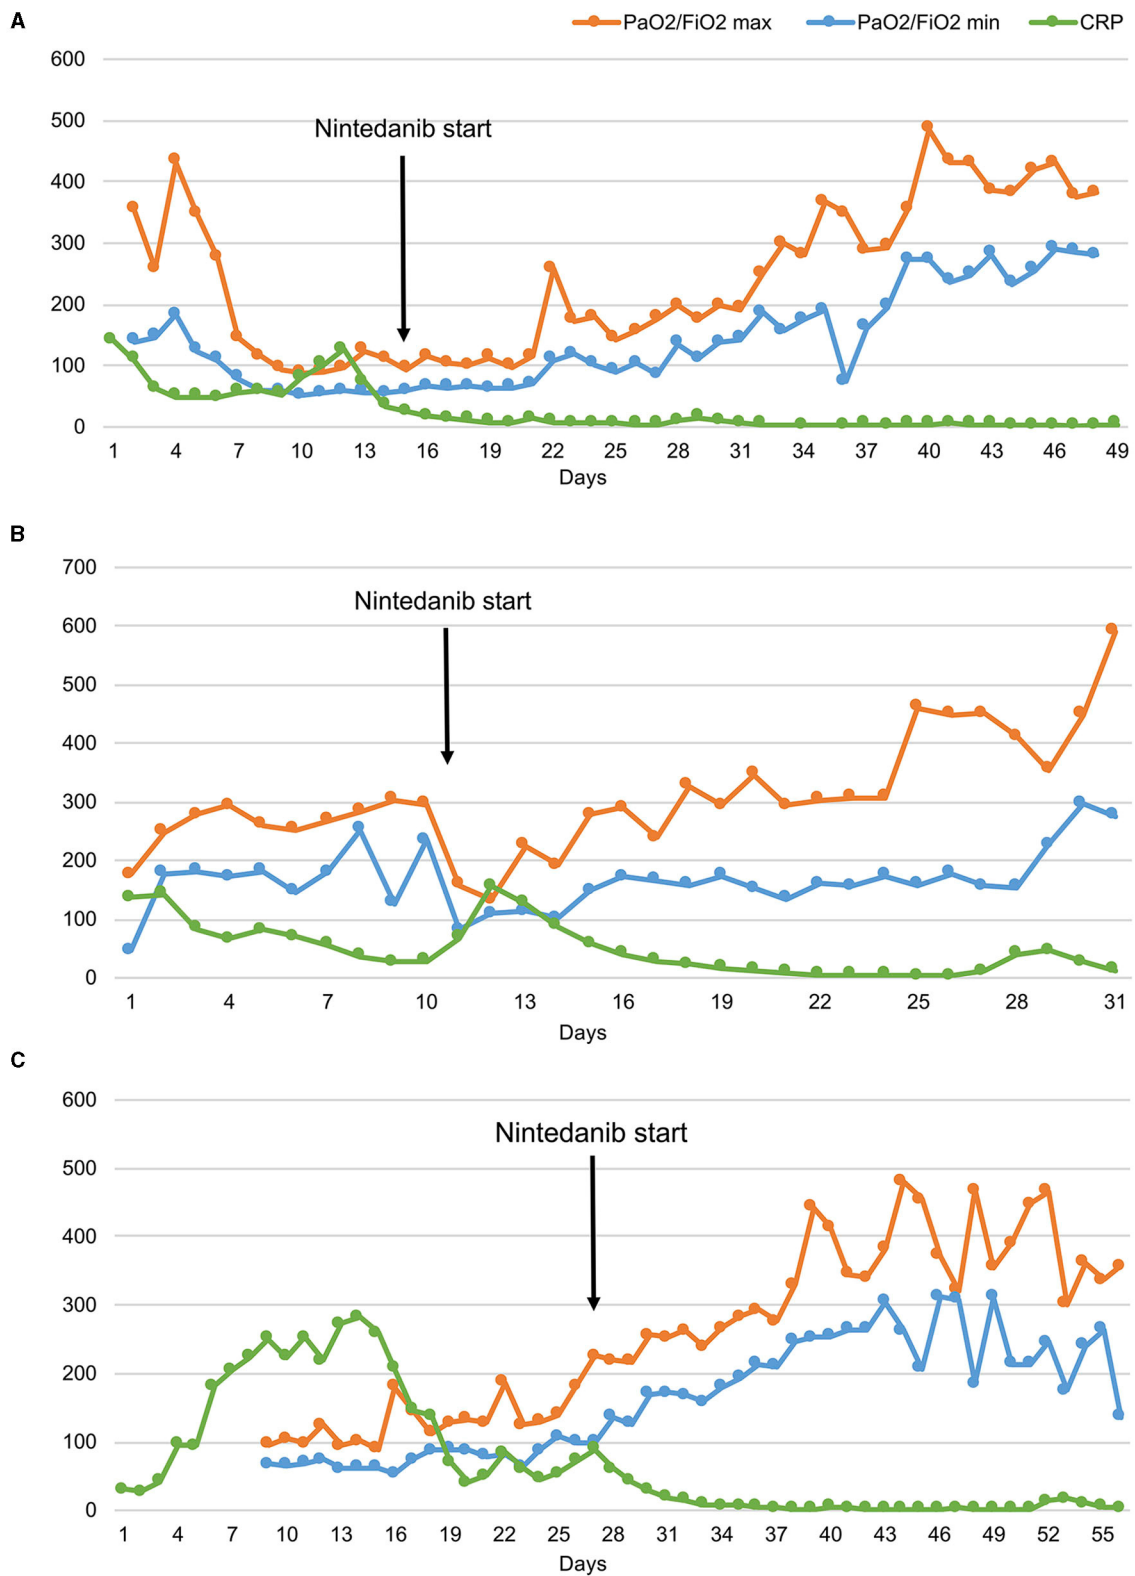 A
PaO2/FiO2 max PaO2/FiO2 min CRP
600
500
Nintedanib start
400
300
200
100
0
1 4 7 10 13 16 19 22 25 28 31 34 37 40 43 46 49
Days
B
700
600
Nintedanib start
500
400
300
200
100
0
1 4 7 10 13 16 19 22 25 28 31
Days
C
600
Nintedanib start
500
400
300
200
100
0
1 4 7 10 13 16 19 22 25 28 31 34 37 40 43 46 49 52 55
Days